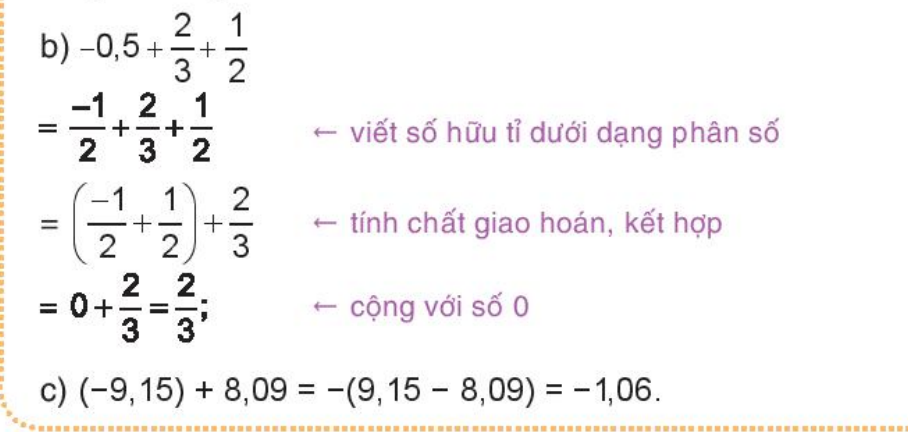 b) −0,5 + 2/3 + 1/2
= −1/2 + 2/3 + 1/2 ← viết số hữu tỉ dưới dạng phân số
= (−1/2 + 1/2) + 2/3 ← tính chất giao hoán, kết hợp
= 0 + 2/3 = 2/3; ← cộng với số 0
c) (−9,15) + 8,09 = −(9,15 − 8,09) = −1,06.